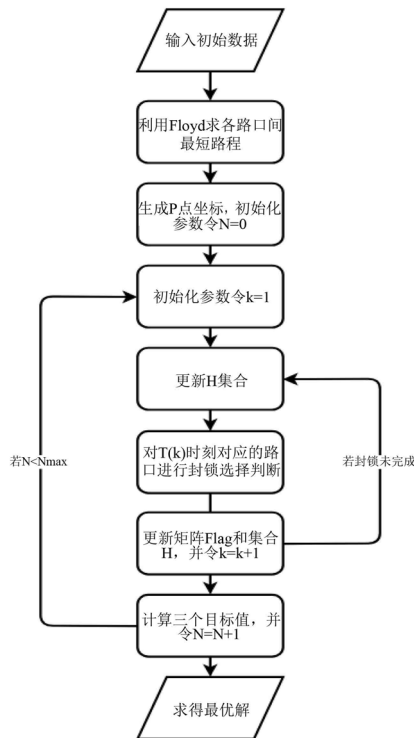 输入初始数据
利用Floyd求各路口间
最短路程
生成P点坐标，初始化
参数令N=0
初始化参数令k=1
更新H集合
对T(k)时刻对应的路
口进行封锁选择判断
若N<Nmax
若封锁未完成
更新矩阵Flag和集合
H，并令k=k+1
计算三个目标值，并
令N=N+1
求得最优解